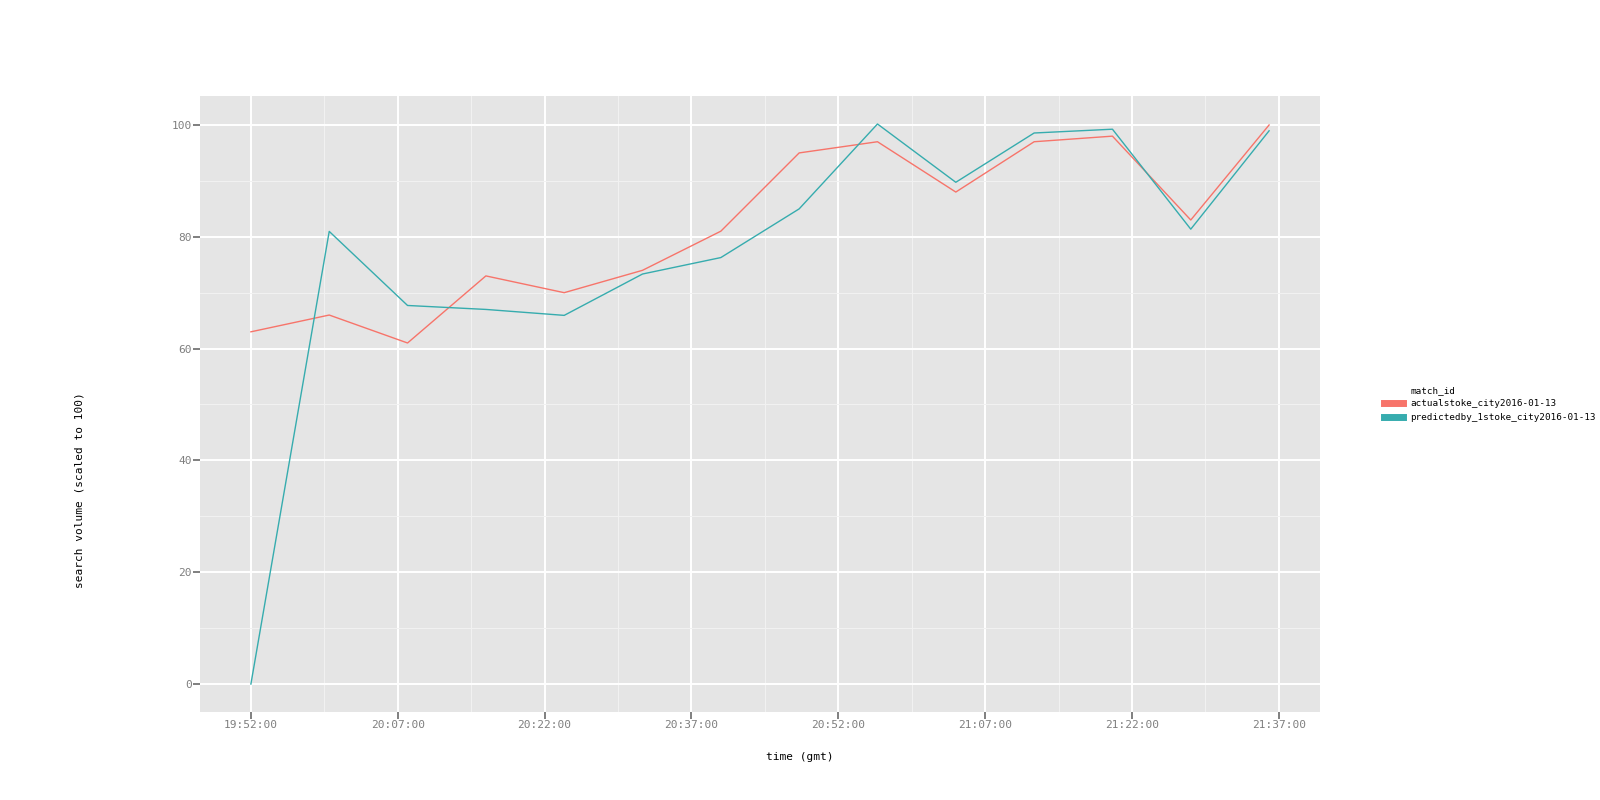 100
80
60
40
20
0
search volume (scaled to 100)
19:52:00 20:07:00 20:22:00 20:37:00 20:52:00 21:07:00 21:22:00 21:37:00
time (gmt)
match_id
actualstoke_city2016-01-13
predictedby_1stoke_city2016-01-13